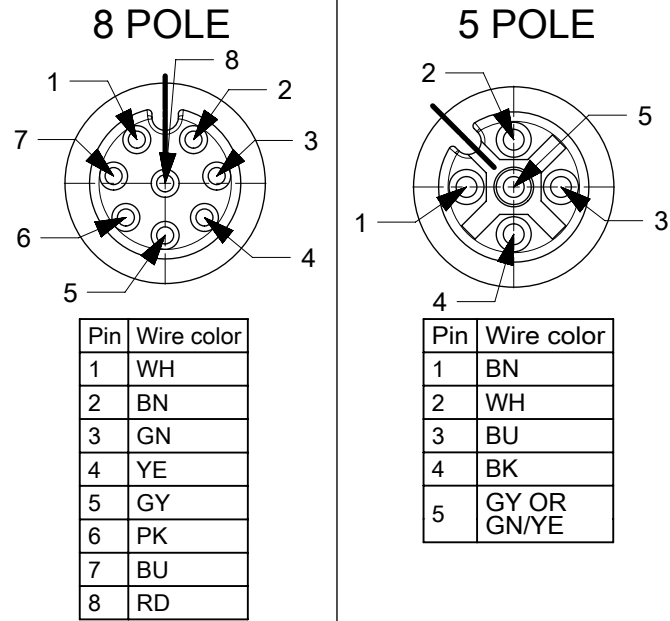 8 POLE
1
8
2
7
3
6
4
5
Pin Wire color
1 WH
2 BN
3 GN
4 YE
5 GY
6 PK
7 BU
8 RD
5 POLE
2
5
1
3
4
Pin Wire color
1 BN
2 WH
3 BU
4 BK
5 GY OR
GN/YE